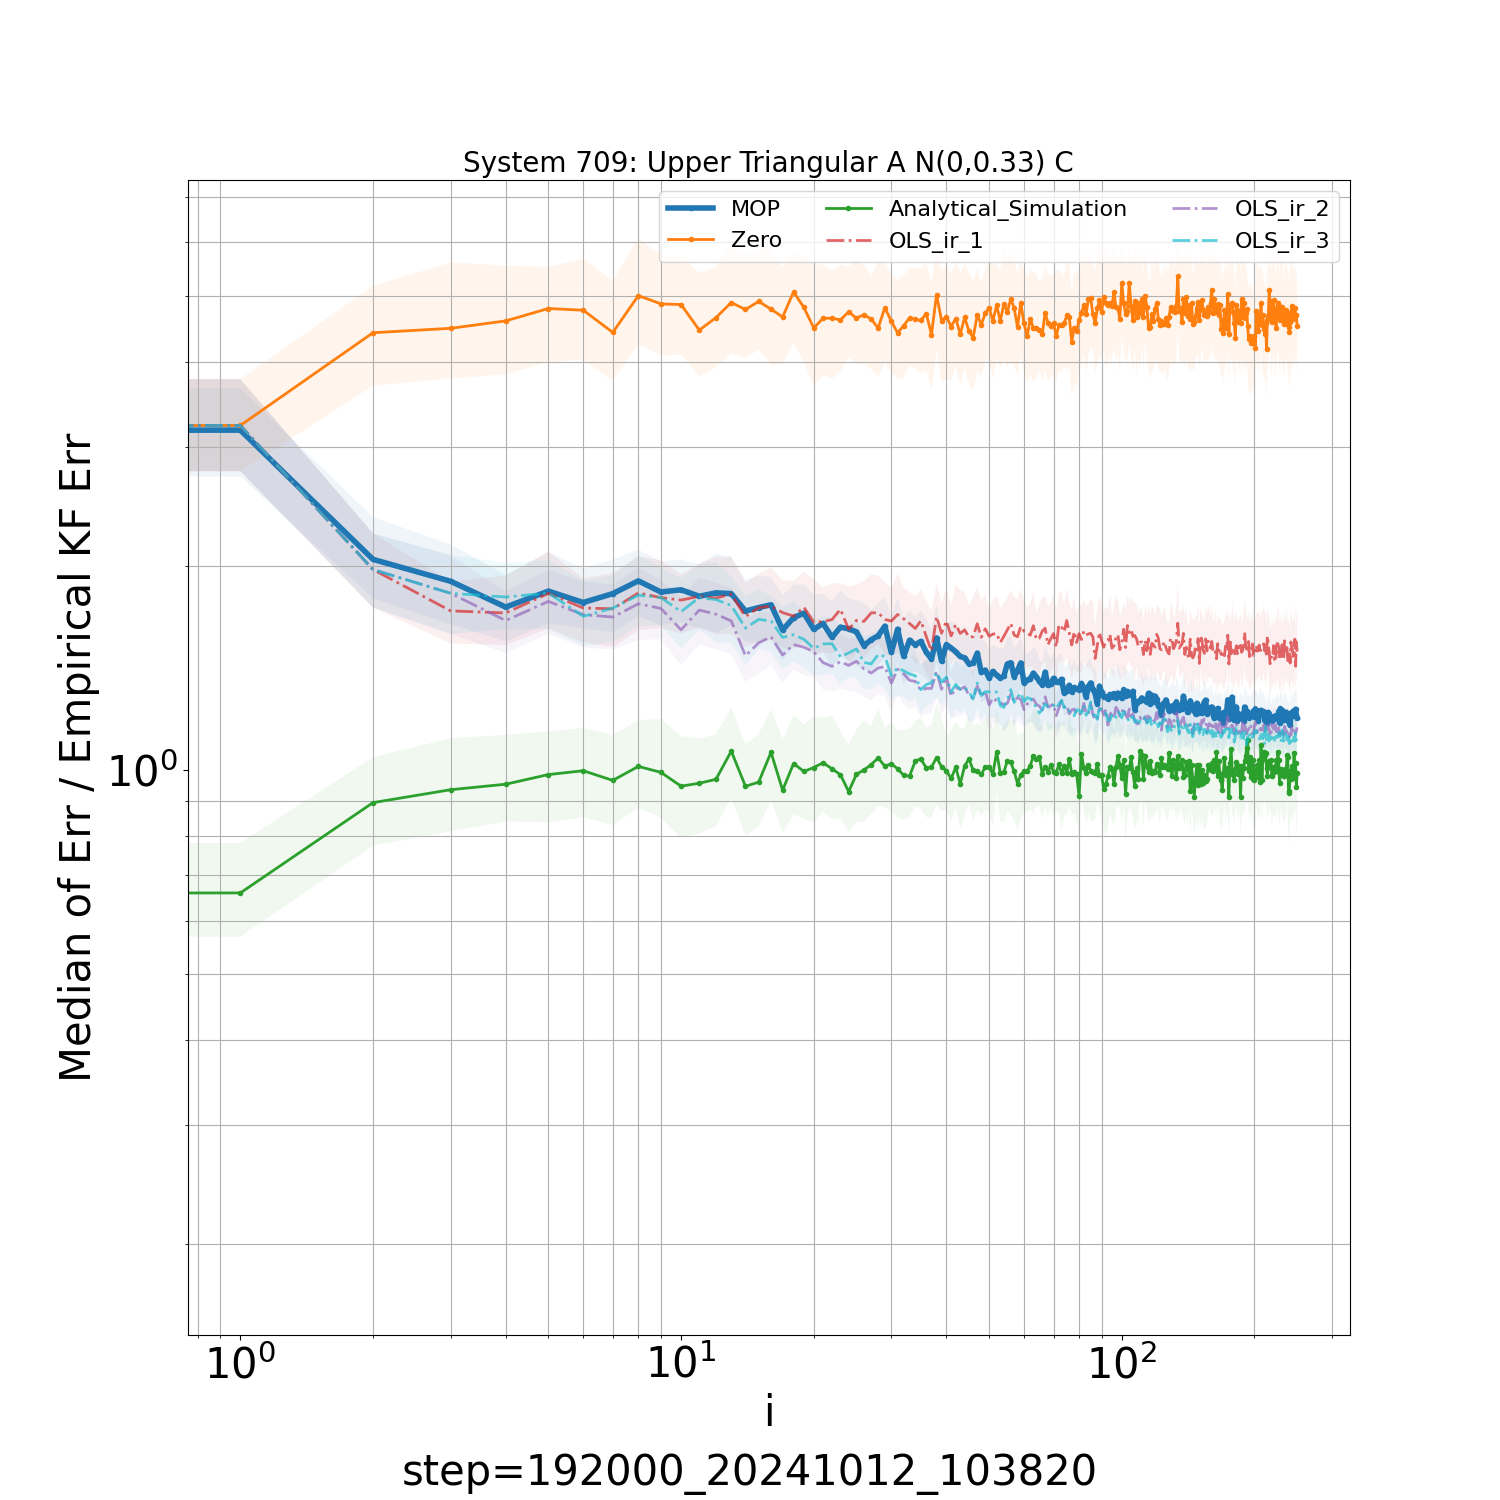 System 709: Upper Triangular A N(0,0.33) C
MOP
Zero
Analytical_Simulation
OLS_ir_1
OLS_ir_2
OLS_ir_3
Median of Err / Empirical KF Err
10⁰
10⁰
10¹
10²
i
step=192000_20241012_103820